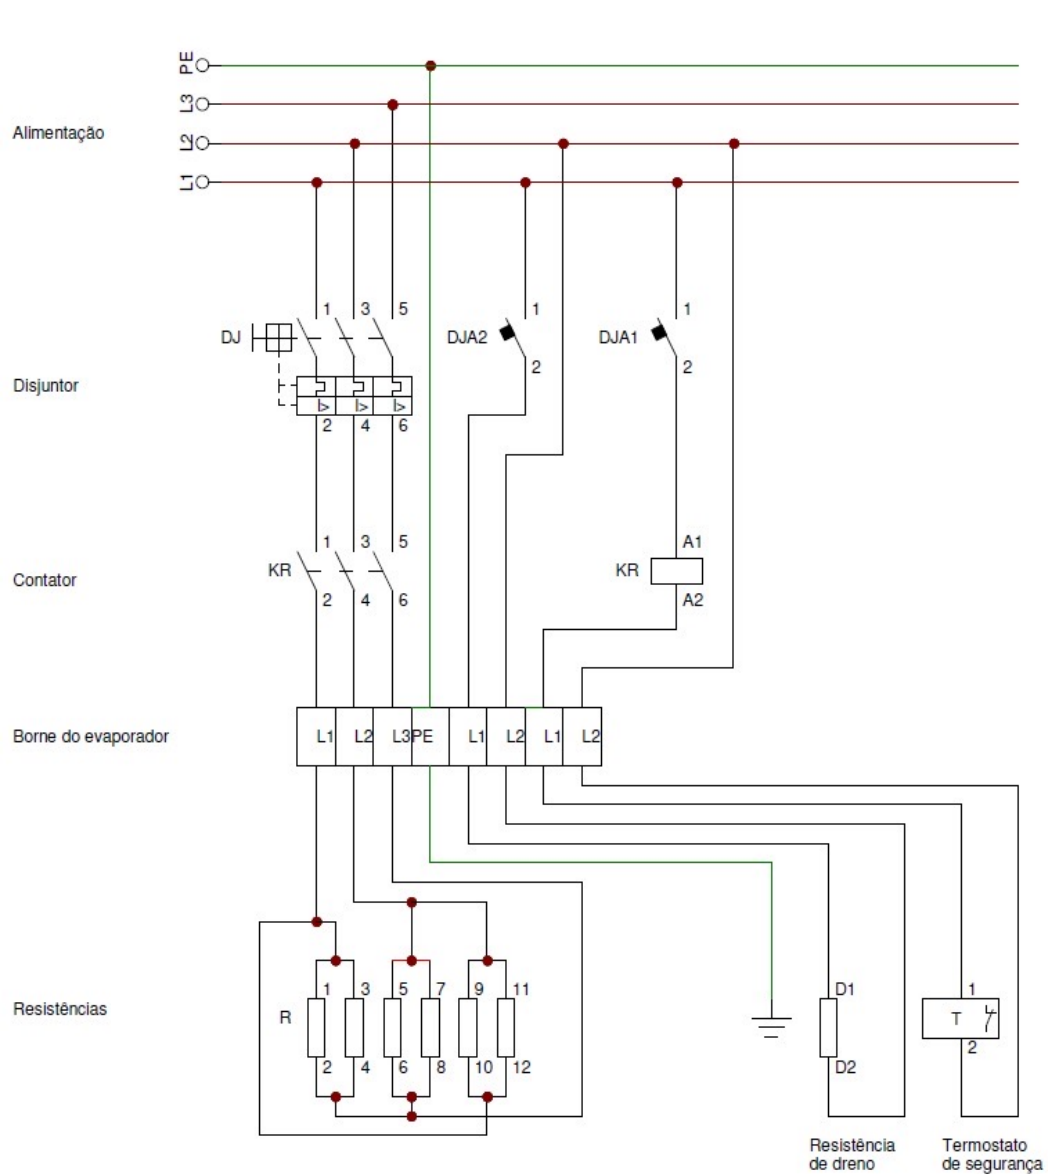 PE
L3
Alimentação
L2
L1
1 3 5 1 1
DJ DJA2 DJA1
2 2
Disjuntor
I> I> I>
2 4 6
1 3 5 A1
KR KR
Contator
2 4 6 A2
Borne do evaporador L1 L2 L3 PE L1 L2 L1 L2
1 3 5 7 9 11 D1 1
Resistências R T
2 4 6 8 10 12 D2 2
Resistência
de dreno
Termostato
de segurança